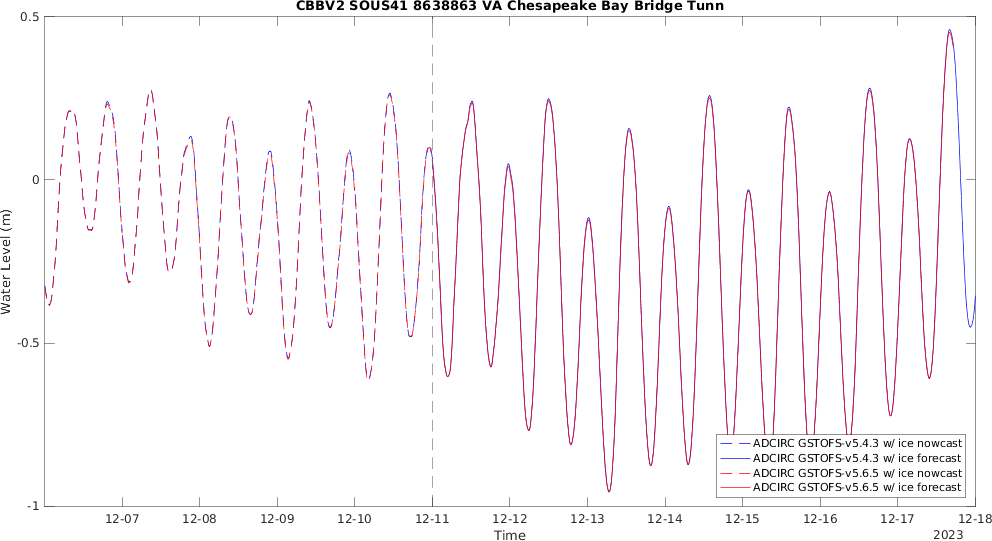 CBBV2 SOUS41 8638863 VA Chesapeake Bay Bridge Tunn
0.5
0
-0.5
-1
Water Level (m)
12-07 12-08 12-09 12-10 12-11 12-12 12-13 12-14 12-15 12-16 12-17 12-18
Time
2023
ADCIRC GSTOFS-v5.4.3 w/ ice nowcast
ADCIRC GSTOFS-v5.4.3 w/ ice forecast
ADCIRC GSTOFS-v5.6.5 w/ ice nowcast
ADCIRC GSTOFS-v5.6.5 w/ ice forecast